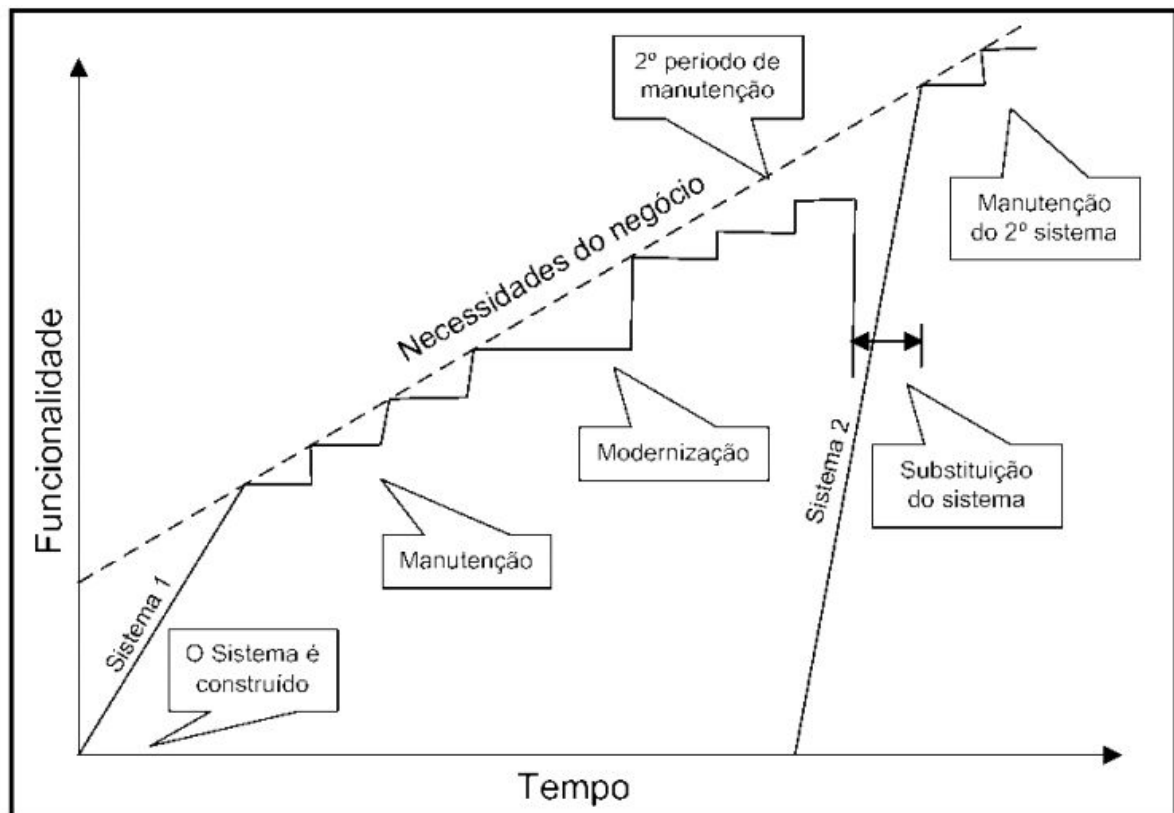 2º periodo de
manutenção
Necessidades do negócio
Manutenção
do 2º sistema
Funcionalidade
Modernização
Sistema 2
Substituição
do sistema
Manutenção
Sistema 1
O Sistema é
construído
Tempo